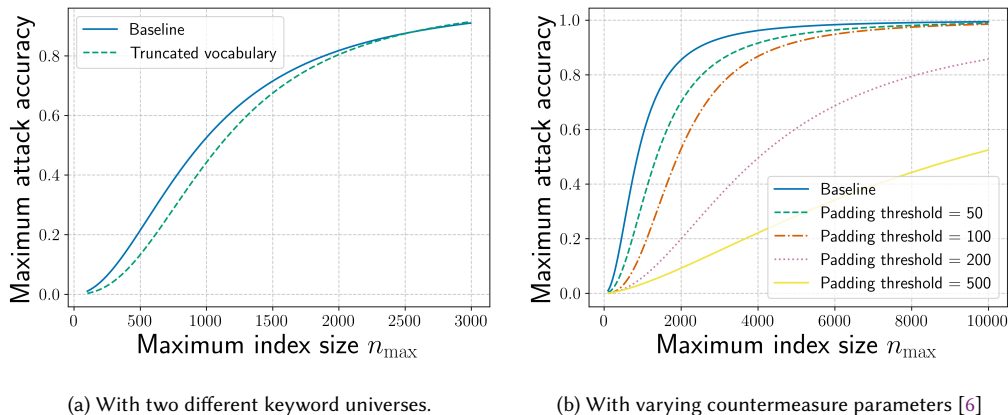 Maximum attack accuracy
0.8
0.6
0.4
0.2
0.0
Baseline
Truncated vocabulary
0
500
1000
1500
2000
2500
3000
Maximum index size n_max
(a) With two different keyword universes.
Maximum attack accuracy
1.0
0.8
0.6
0.4
0.2
0.0
Baseline
Padding threshold = 50
Padding threshold = 100
Padding threshold = 200
Padding threshold = 500
0
2000
4000
6000
8000
10000
Maximum index size n_max
(b) With varying countermeasure parameters [6]